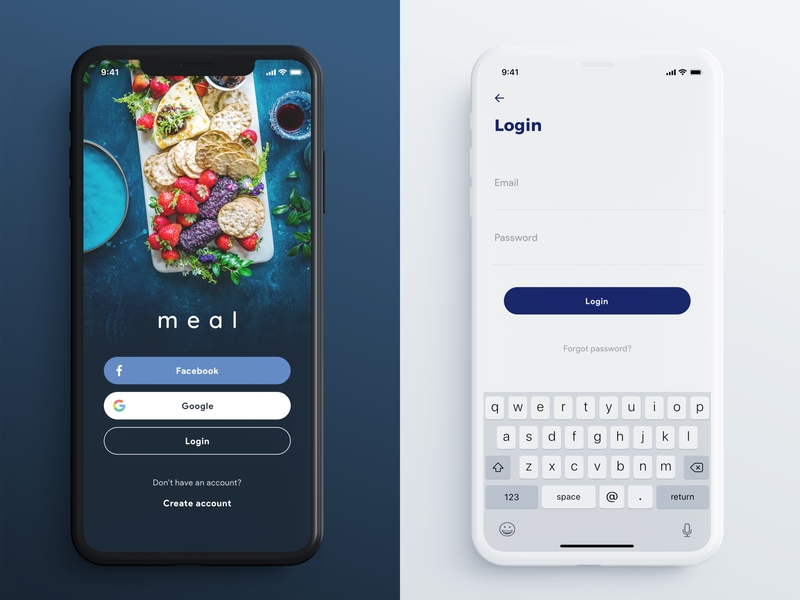 9:41
meal
Facebook
Google
Login
Don't have an account?
Create account
9:41
Login
Email
Password
Login
Forgot password?
q w e r t y u i o p
a s d f g h j k l
z x c v b n m
123 space @ . return